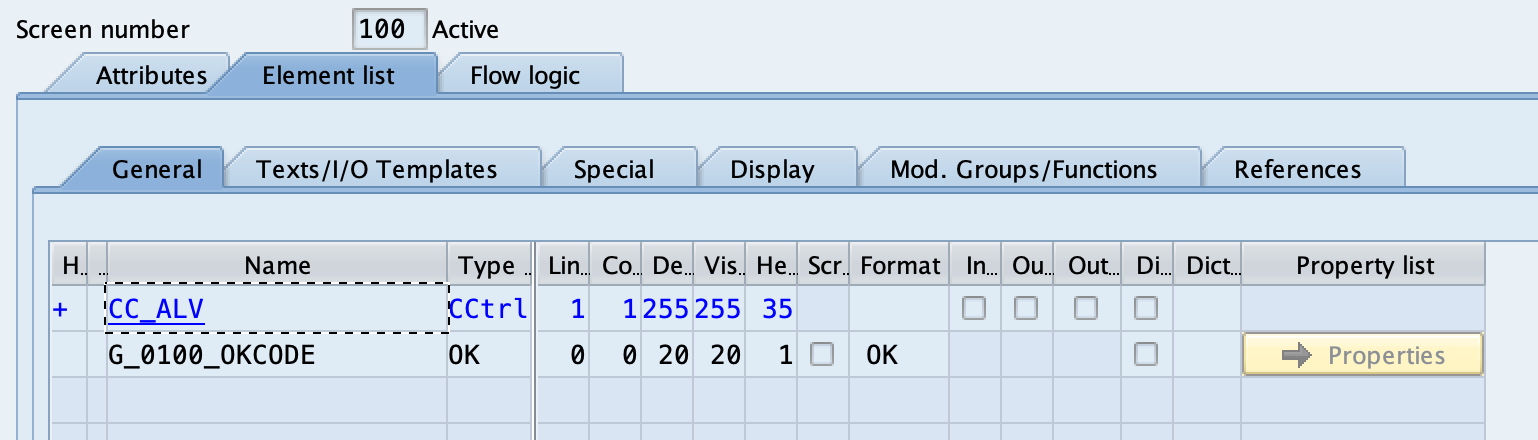 Screen number 100 Active
Attributes Element list Flow logic
General Texts/I/O Templates Special Display Mod. Groups/Functions References
H.. .. Name Type .. Lin.. Co.. De.. Vis.. He.. Scr.. Format In... Ou... Out... Di... Dict... Property list
+ CC_ALV CCtrl 1 1 255 255 35
G_0100_OKCODE OK 0 0 20 20 1 OK Properties